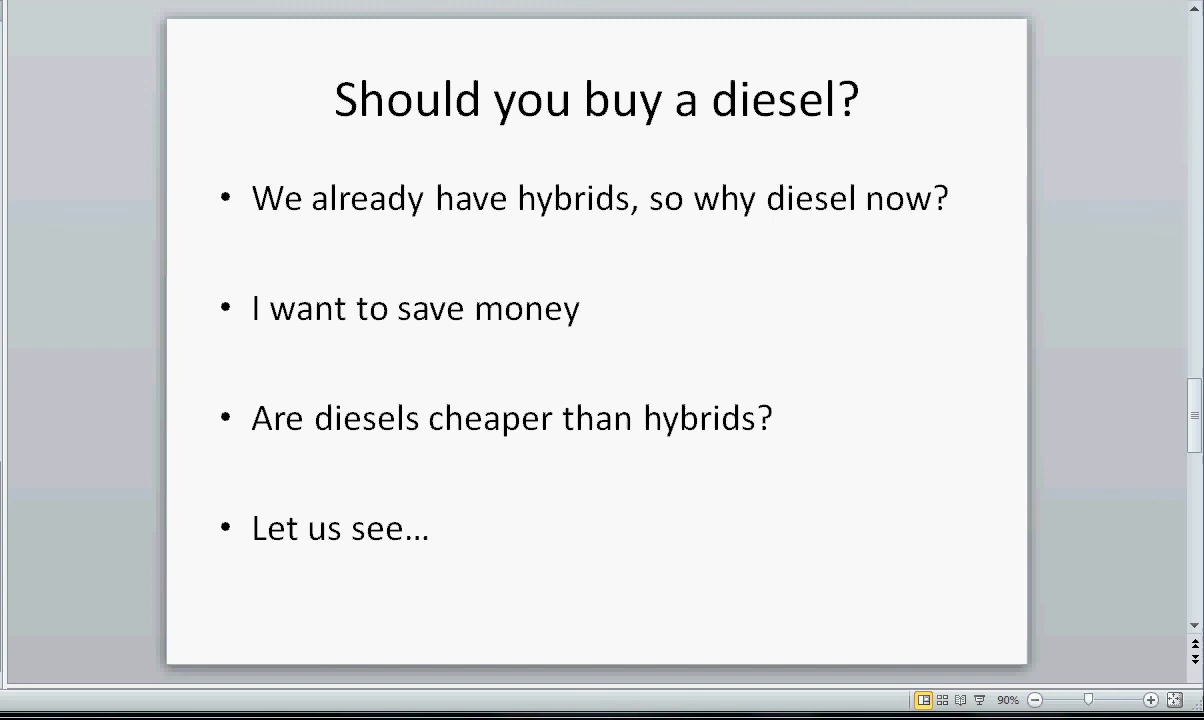 Should you buy a diesel?
• We already have hybrids, so why diesel now?
• I want to save money
• Are diesels cheaper than hybrids?
• Let us see…
90%